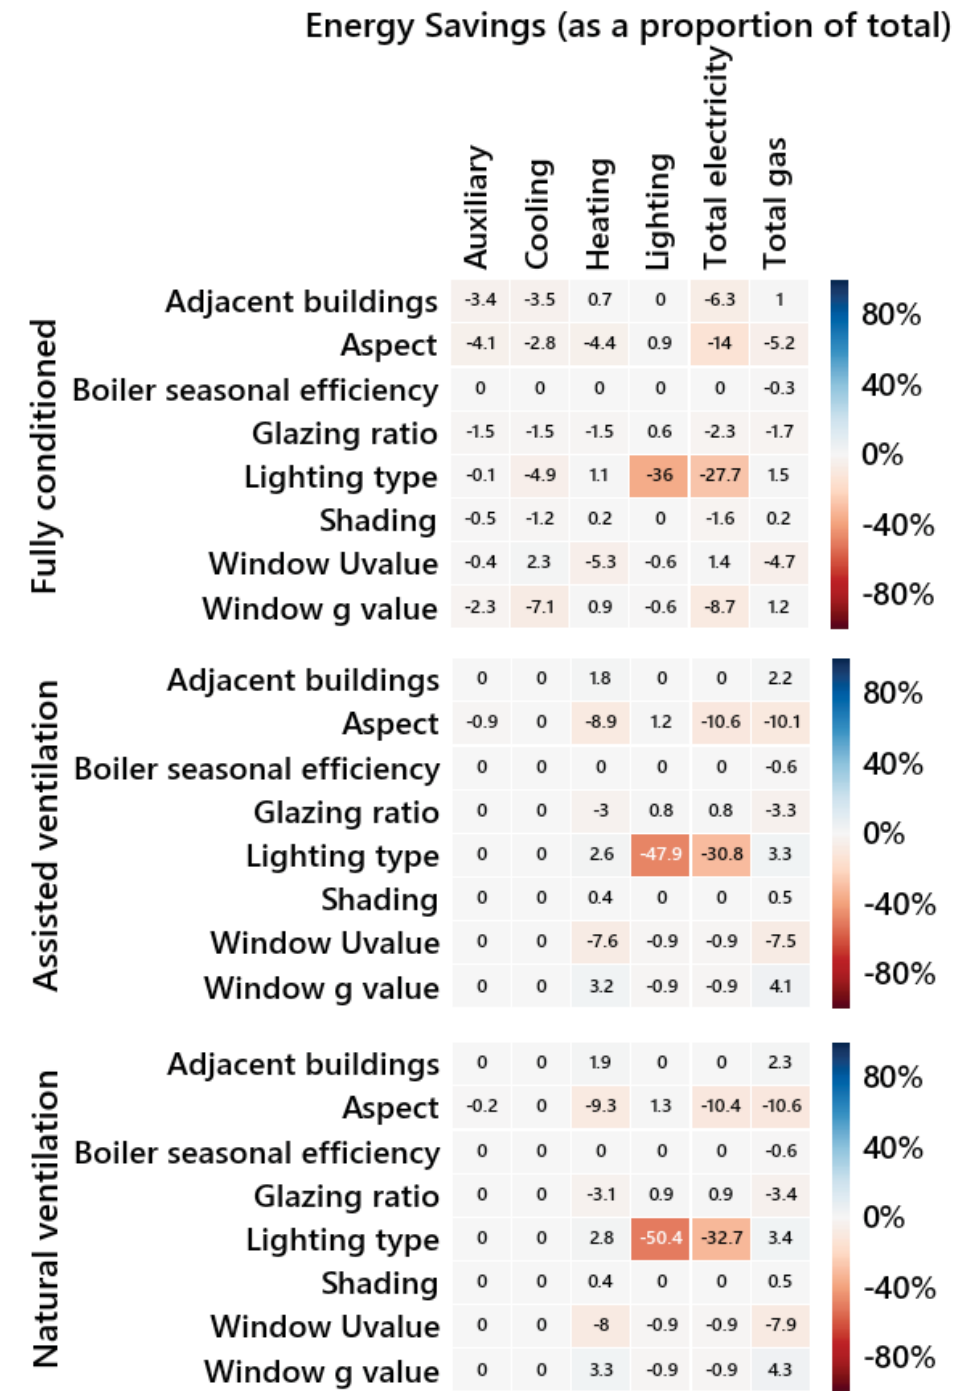 Energy Savings (as a proportion of total)
Auxiliary Cooling Heating Lighting Total electricity Total gas
Fully conditioned
Adjacent buildings -3.4 -3.5 0.7 0 -6.3 1
Aspect -4.1 -2.8 -4.4 0.9 -14 -5.2
Boiler seasonal efficiency 0 0 0 0 0 -0.3
Glazing ratio -1.5 -1.5 -1.5 0.6 -2.3 -1.7
Lighting type -0.1 -4.9 1.1 -36 -27.7 1.5
Shading -0.5 -1.2 0.2 0 -1.6 0.2
Window Uvalue -0.4 2.3 -5.3 -0.6 1.4 -4.7
Window g value -2.3 -7.1 0.9 -0.6 -8.7 1.2
80%
40%
0%
-40%
-80%
Assisted ventilation
Adjacent buildings 0 0 1.8 0 0 2.2
Aspect -0.9 0 -8.9 1.2 -10.6 -10.1
Boiler seasonal efficiency 0 0 0 0 0 -0.6
Glazing ratio 0 0 -3 0.8 0.8 -3.3
Lighting type 0 0 2.6 -47.9 -30.8 3.3
Shading 0 0 0.4 0 0 0.5
Window Uvalue 0 0 -7.6 -0.9 -0.9 -7.5
Window g value 0 0 3.2 -0.9 -0.9 4.1
80%
40%
0%
-40%
-80%
Natural ventilation
Adjacent buildings 0 0 1.9 0 0 2.3
Aspect -0.2 0 -9.3 1.3 -10.4 -10.6
Boiler seasonal efficiency 0 0 0 0 0 -0.6
Glazing ratio 0 0 -3.1 0.9 0.9 -3.4
Lighting type 0 0 2.8 -50.4 -32.7 3.4
Shading 0 0 0.4 0 0 0.5
Window Uvalue 0 0 -8 -0.9 -0.9 -7.9
Window g value 0 0 3.3 -0.9 -0.9 4.3
80%
40%
0%
-40%
-80%